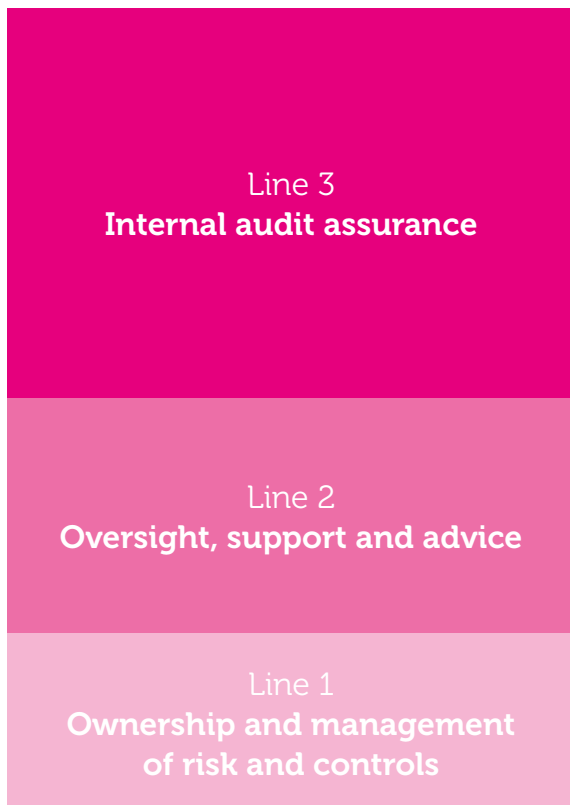 Line 3
Internal audit assurance
Line 2
Oversight, support and advice
Line 1
Ownership and management
of risk and controls